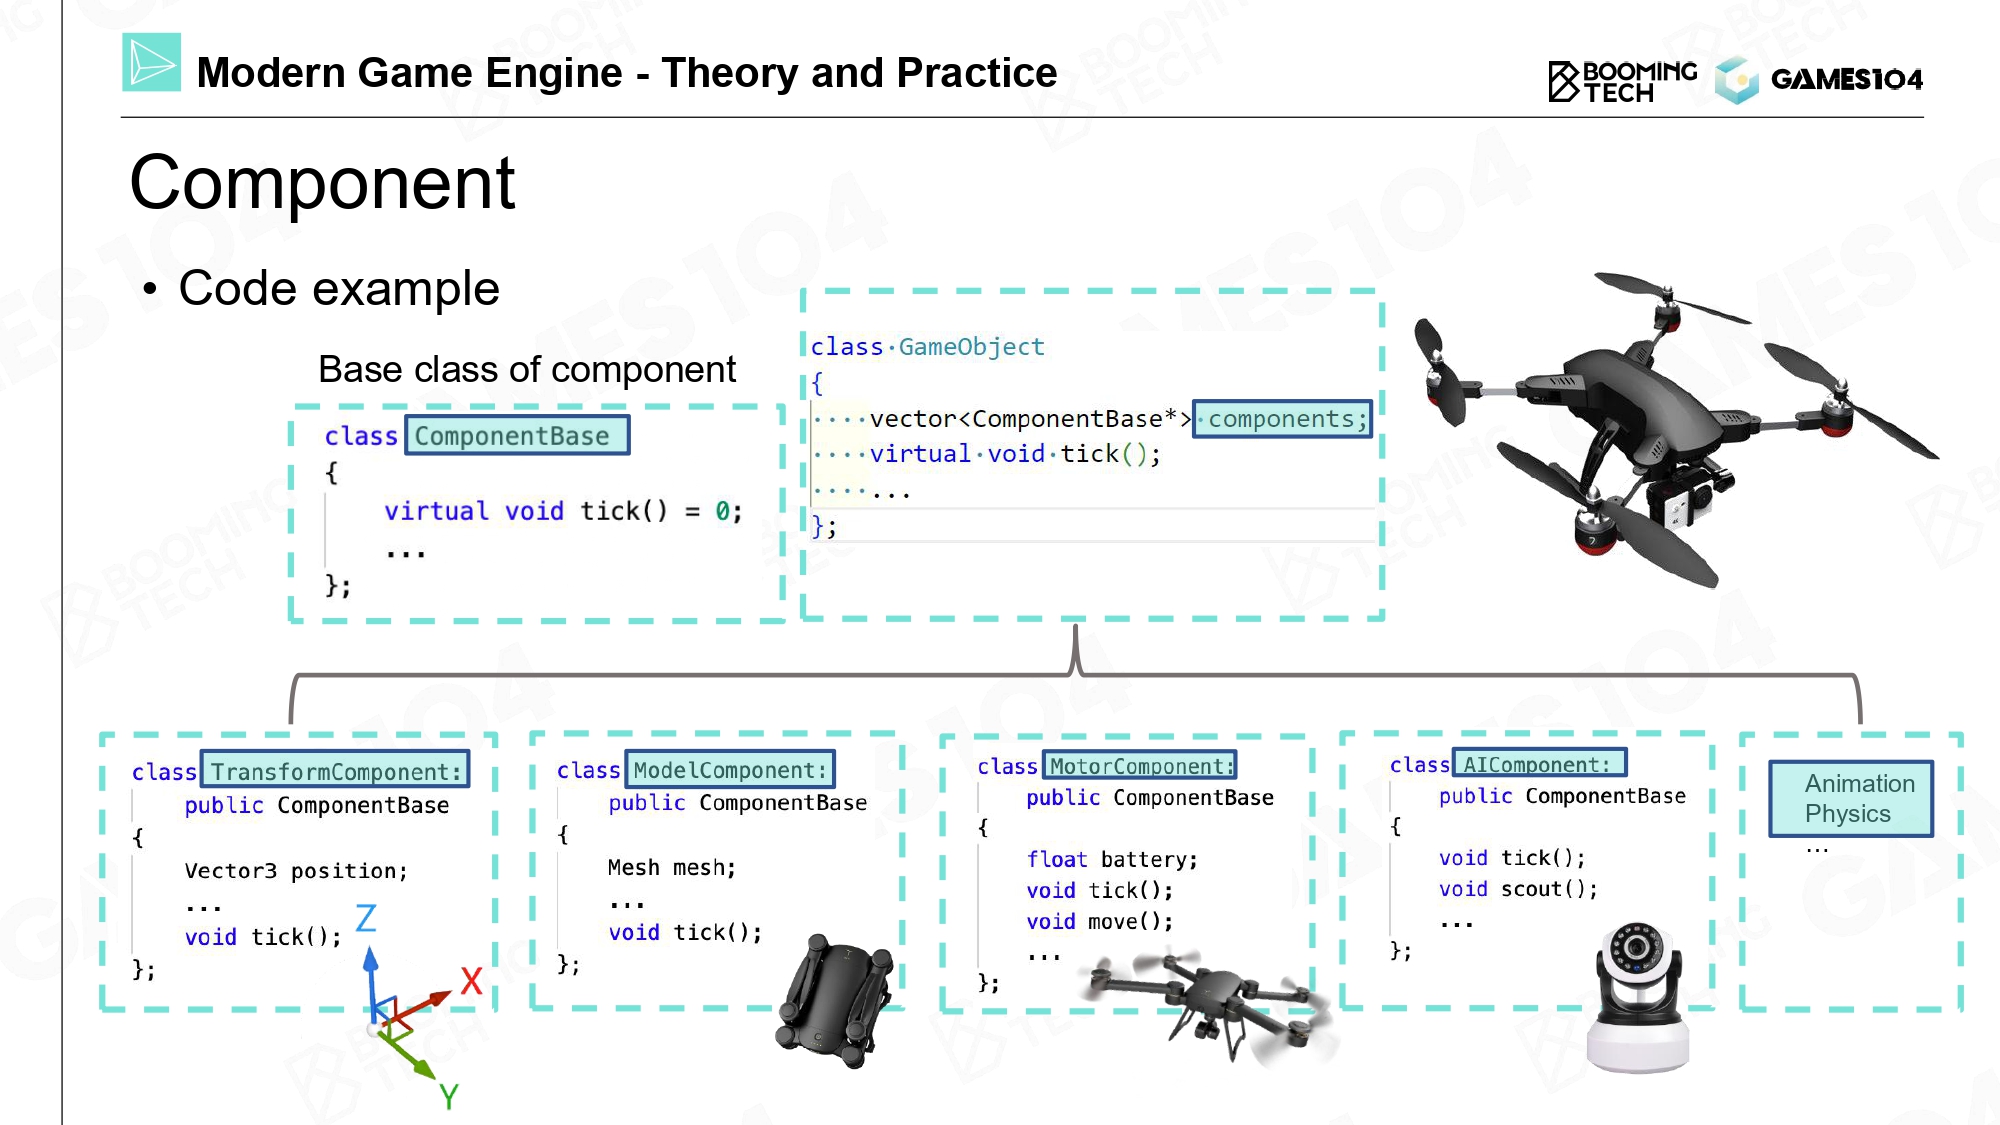 Modern Game Engine - Theory and Practice
BOOMING
TECH
GAMES104
Component
• Code example
Base class of component
class ComponentBase
{
virtual void tick() = 0;
...
};
class·GameObject
{
····vector<ComponentBase*>·components;
····virtual·void·tick();
····...
};
class TransformComponent:
public ComponentBase
{
Vector3 position;
...
void tick();
};
Z
X
Y
class ModelComponent:
public ComponentBase
{
Mesh mesh;
...
void tick();
};
class MotorComponent:
public ComponentBase
{
float battery;
void tick();
void move();
...
};
class AIComponent:
public ComponentBase
{
void tick();
void scout();
...
};
Animation
Physics
...